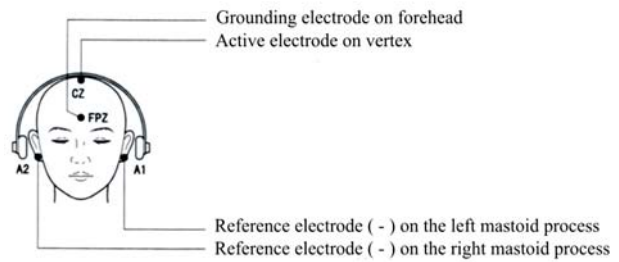 Grounding electrode on forehead
Active electrode on vertex
CZ
FPZ
A2
A1
Reference electrode ( - ) on the left mastoid process
Reference electrode ( - ) on the right mastoid process